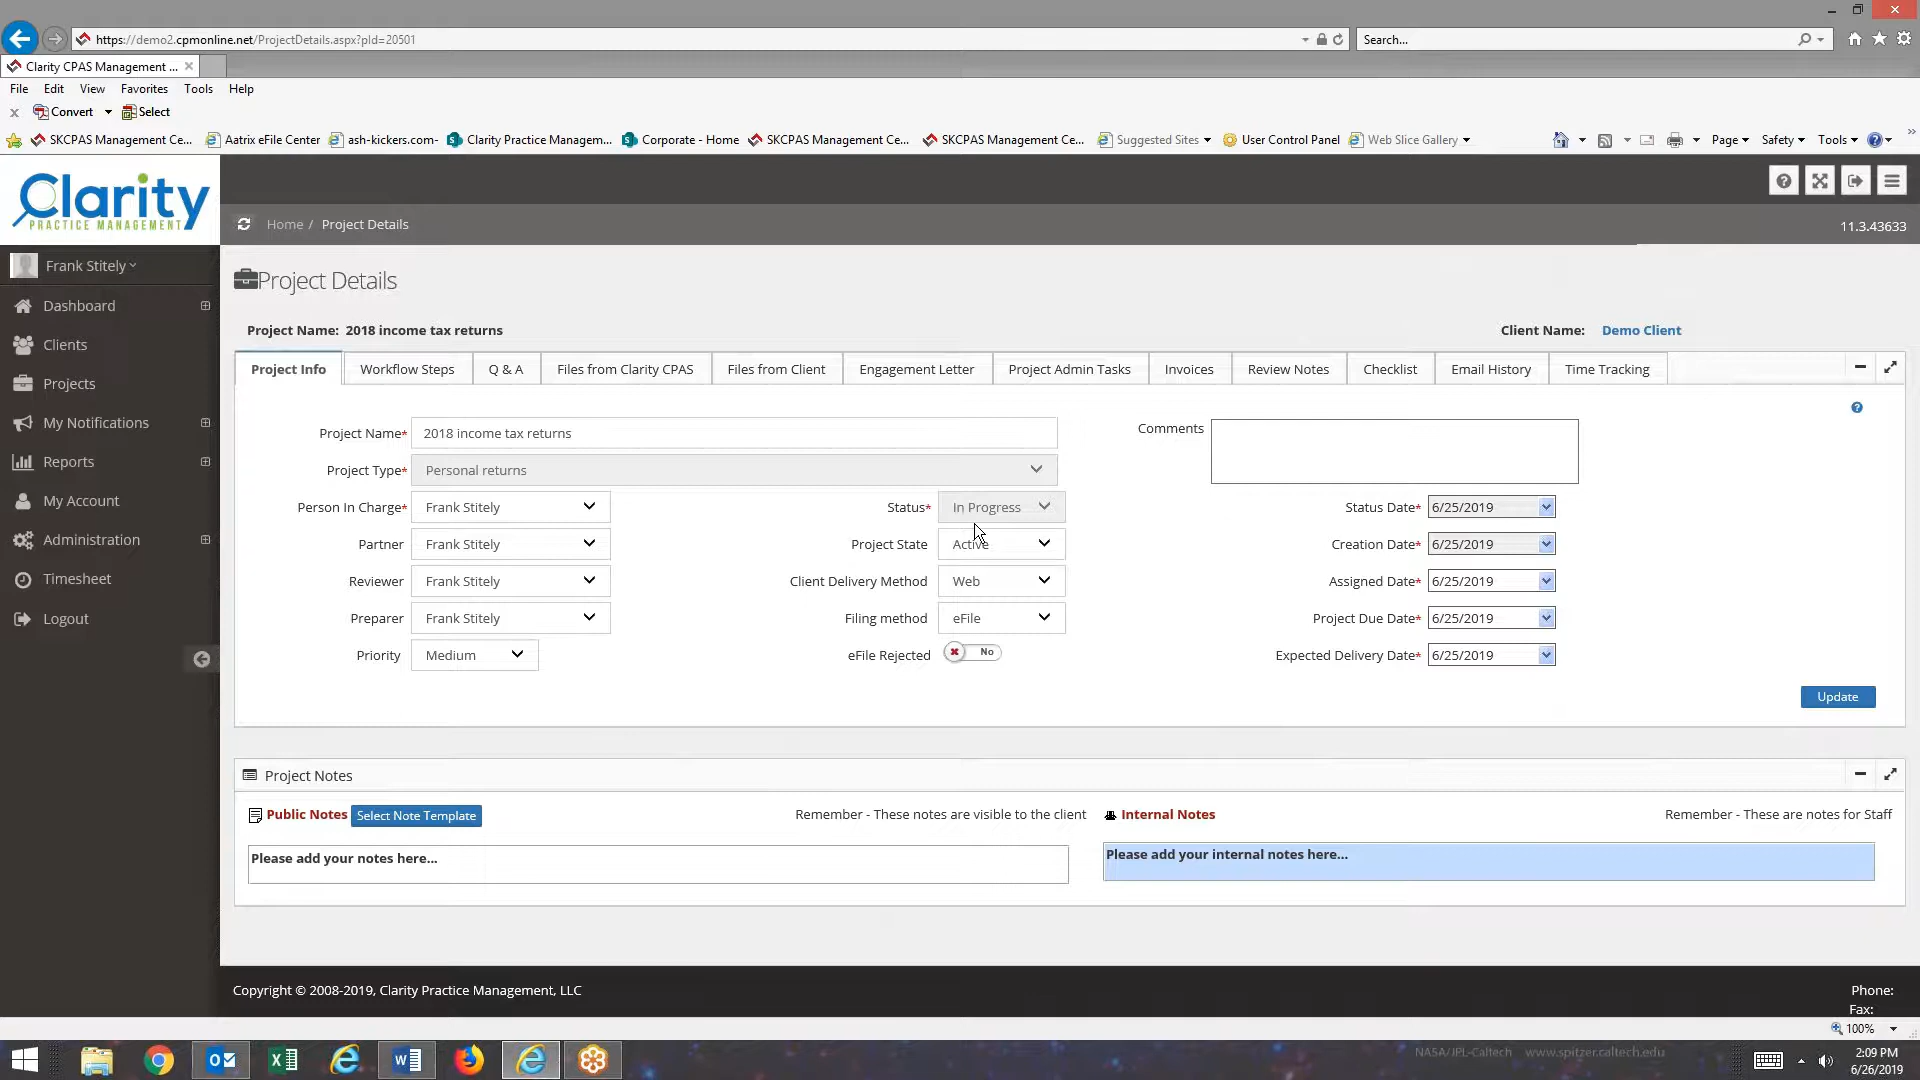 https://demo2.cpmonline.net/ProjectDetails.aspx?pId=20501
Search...
Clarity CPAS Management ...
File Edit View Favorites Tools Help
Convert Select
SKCPAS Management Ce... Aatrix eFile Center ash-kickers.com- Clarity Practice Managem... Corporate - Home SKCPAS Management Ce... SKCPAS Management Ce... Suggested Sites User Control Panel Web Slice Gallery Page Safety Tools
Clarity
PRACTICE MANAGEMENT
Home / Project Details
11.3.43633
Frank Stitely
Dashboard
Clients
Projects
My Notifications
Reports
My Account
Administration
Timesheet
Logout
Project Details
Project Name: 2018 income tax returns
Client Name: Demo Client
Project Info Workflow Steps Q & A Files from Clarity CPAS Files from Client Engagement Letter Project Admin Tasks Invoices Review Notes Checklist Email History Time Tracking
Project Name* 2018 income tax returns
Comments
Project Type* Personal returns
Person In Charge* Frank Stitely Status* In Progress Status Date* 6/25/2019
Partner Frank Stitely Project State Active Creation Date* 6/25/2019
Reviewer Frank Stitely Client Delivery Method Web Assigned Date* 6/25/2019
Preparer Frank Stitely Filing method eFile Project Due Date* 6/25/2019
Priority Medium eFile Rejected No Expected Delivery Date* 6/25/2019
Update
Project Notes
Public Notes Select Note Template Remember - These notes are visible to the client
Internal Notes Remember - These are notes for Staff
Please add your notes here...
Please add your internal notes here...
Copyright © 2008-2019, Clarity Practice Management, LLC
Phone:
Fax:
100%
NASA/JPL-Caltech www.spitzer.caltech.edu
2:09 PM
6/26/2019